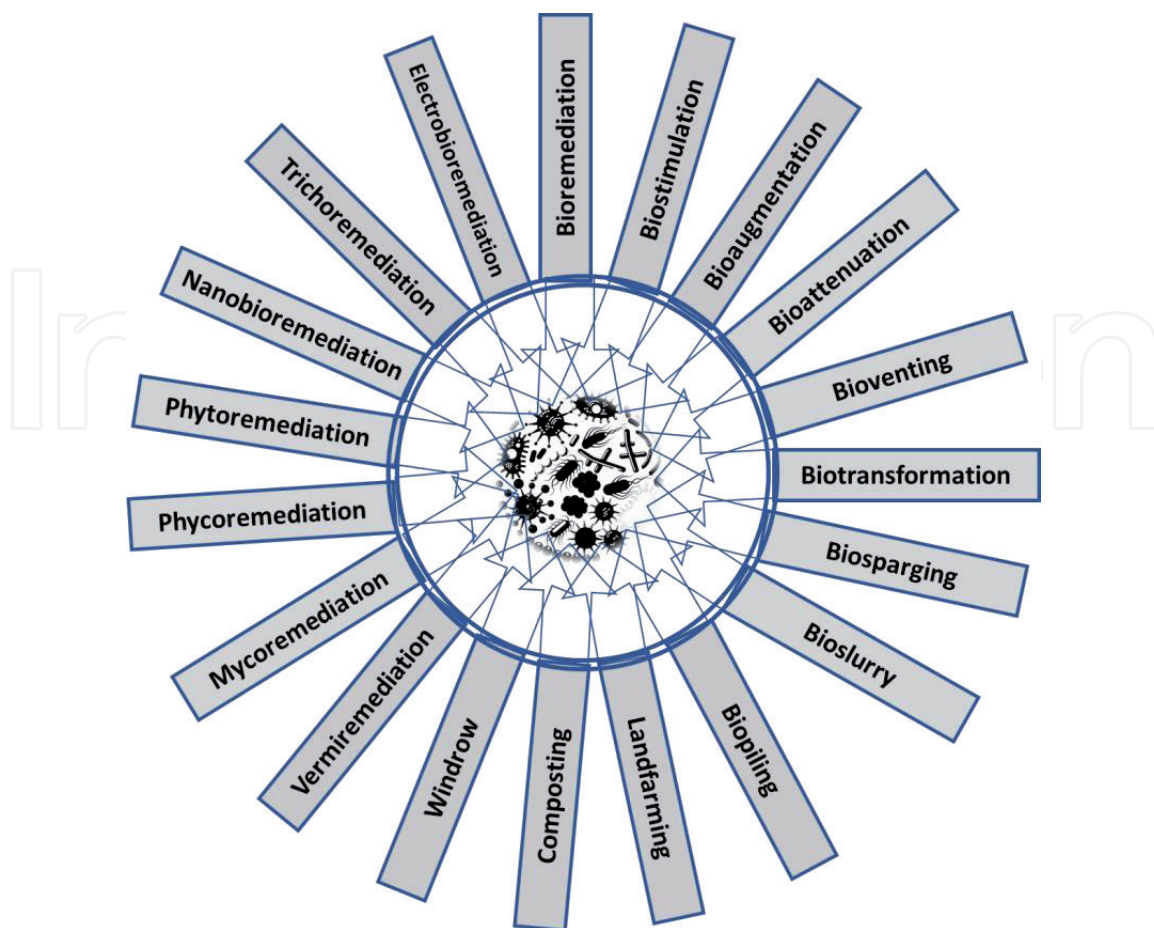 Bioremediation
Biostimulation
Bioaugmentation
Bioattenuation
Bioventing
Biotransformation
Biosparging
Bioslurry
Biopiling
Landfarming
Composting
Windrow
Vermiremediation
Mycoremediation
Phycoremediation
Phytoremediation
Nanobioremediation
Trichoremediation
Electrobioremediation